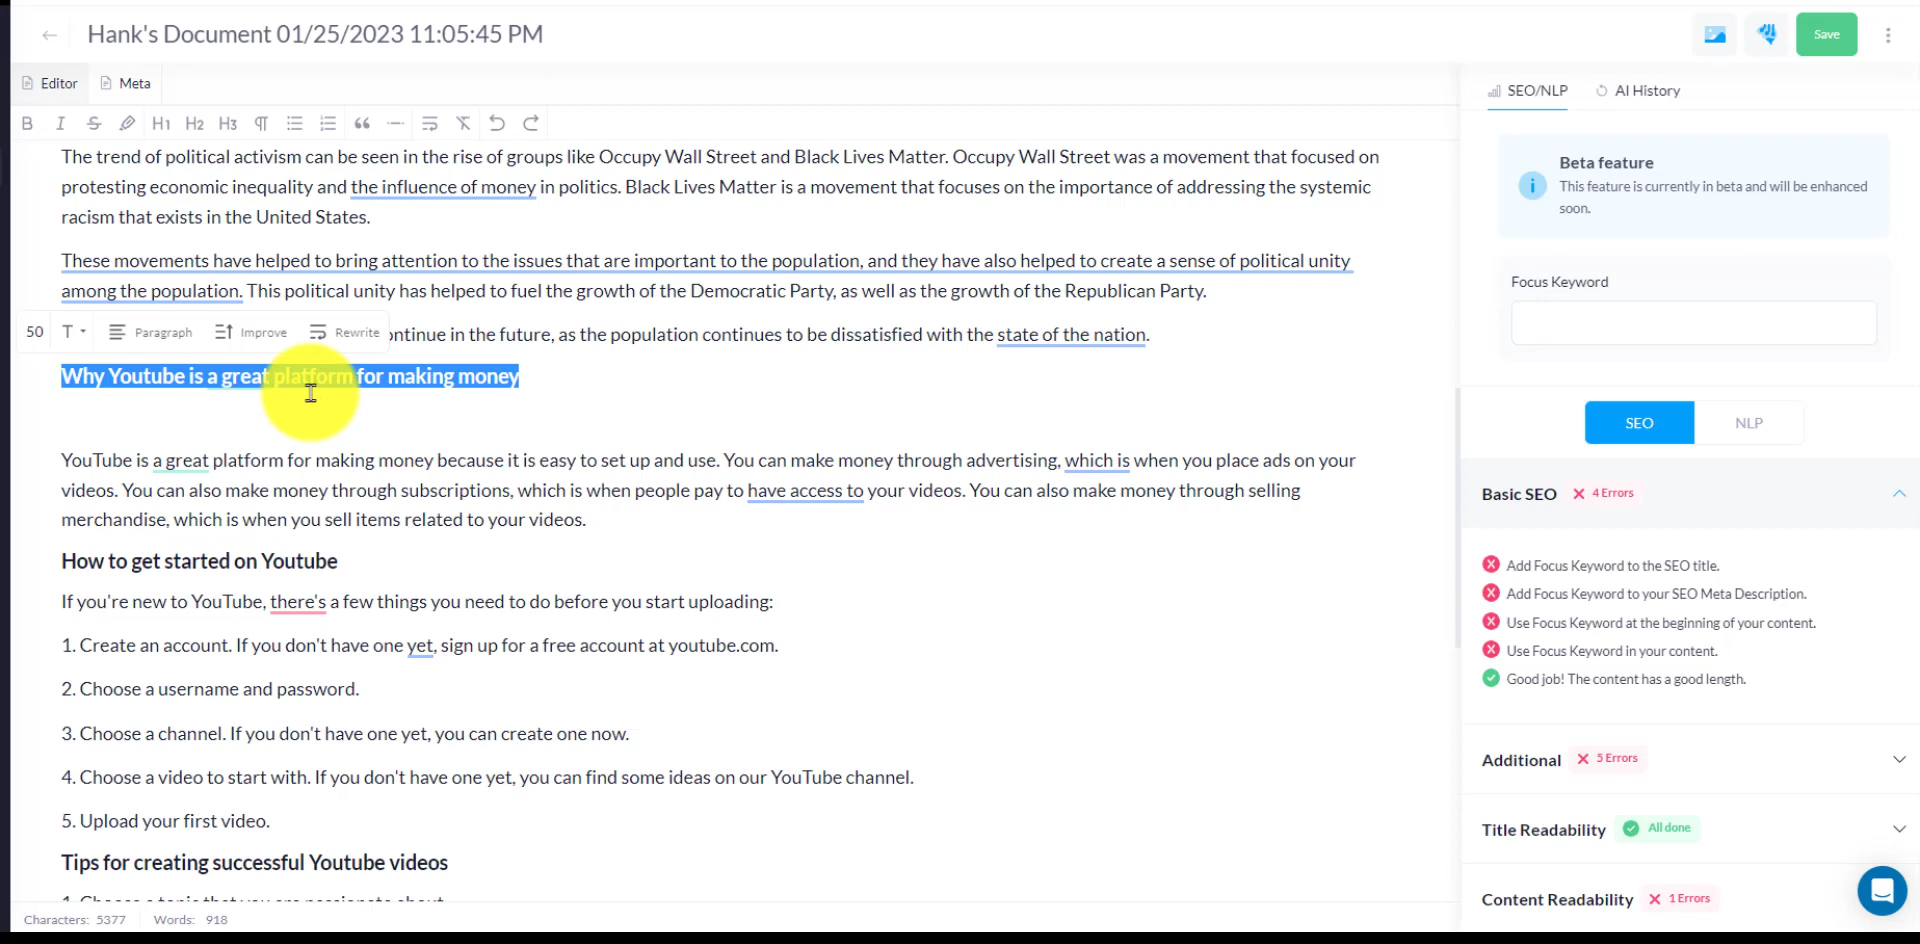 Hank's Document 01/25/2023 11:05:45 PM
Save
Editor
Meta
SEO/NLP
AI History
B I S H1 H2 H3
The trend of political activism can be seen in the rise of groups like Occupy Wall Street and Black Lives Matter. Occupy Wall Street was a movement that focused on
protesting economic inequality and the influence of money in politics. Black Lives Matter is a movement that focuses on the importance of addressing the systemic
racism that exists in the United States.
These movements have helped to bring attention to the issues that are important to the population, and they have also helped to create a sense of political unity
among the population. This political unity has helped to fuel the growth of the Democratic Party, as well as the growth of the Republican Party.
50 T Paragraph Improve Rewrite
ontinue in the future, as the population continues to be dissatisfied with the state of the nation.
Why Youtube is a great platform for making money
YouTube is a great platform for making money because it is easy to set up and use. You can make money through advertising, which is when you place ads on your
videos. You can also make money through subscriptions, which is when people pay to have access to your videos. You can also make money through selling
merchandise, which is when you sell items related to your videos.
How to get started on Youtube
If you're new to YouTube, there's a few things you need to do before you start uploading:
1. Create an account. If you don't have one yet, sign up for a free account at youtube.com.
2. Choose a username and password.
3. Choose a channel. If you don't have one yet, you can create one now.
4. Choose a video to start with. If you don't have one yet, you can find some ideas on our YouTube channel.
5. Upload your first video.
Tips for creating successful Youtube videos
Characters: 5377 Words: 918
Beta feature
This feature is currently in beta and will be enhanced
soon.
Focus Keyword
SEO
NLP
Basic SEO 4 Errors
Add Focus Keyword to the SEO title.
Add Focus Keyword to your SEO Meta Description.
Use Focus Keyword at the beginning of your content.
Use Focus Keyword in your content.
Good job! The content has a good length.
Additional 5 Errors
Title Readability All done
Content Readability 1 Errors